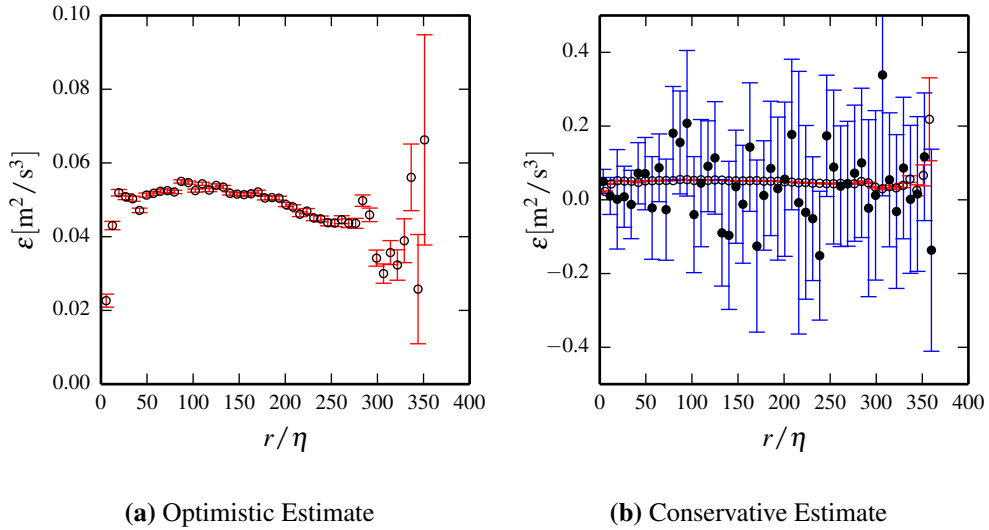 0.10
0.08
0.06
0.04
0.02
0.00
ε[m²/s³]
0 50 100 150 200 250 300 350 400
r/η
(a) Optimistic Estimate
0.4
0.2
0.0
−0.2
−0.4
ε[m²/s³]
0 50 100 150 200 250 300 350 400
r/η
(b) Conservative Estimate